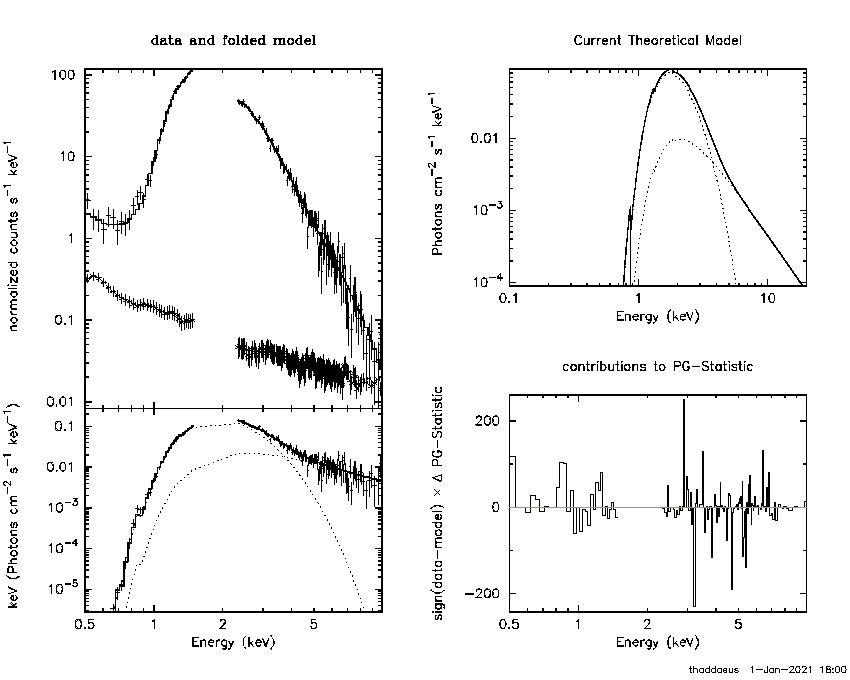 data and folded model
normalized counts s⁻¹ keV⁻¹
100
10
1
0.1
0.01
keV (Photons cm⁻² s⁻¹ keV⁻¹)
0.1
0.01
10⁻³
10⁻⁴
10⁻⁵
0.5 1 2 5
Energy (keV)
Current Theoretical Model
Photons cm⁻² s⁻¹ keV⁻¹
0.01
10⁻³
10⁻⁴
0.1 1 10
Energy (keV)
contributions to PG-Statistic
sign(data-model) × Δ PG-Statistic
200
0
-200
0.5 1 2 5
Energy (keV)
thaddaeus 1-Jan-2021 18:00